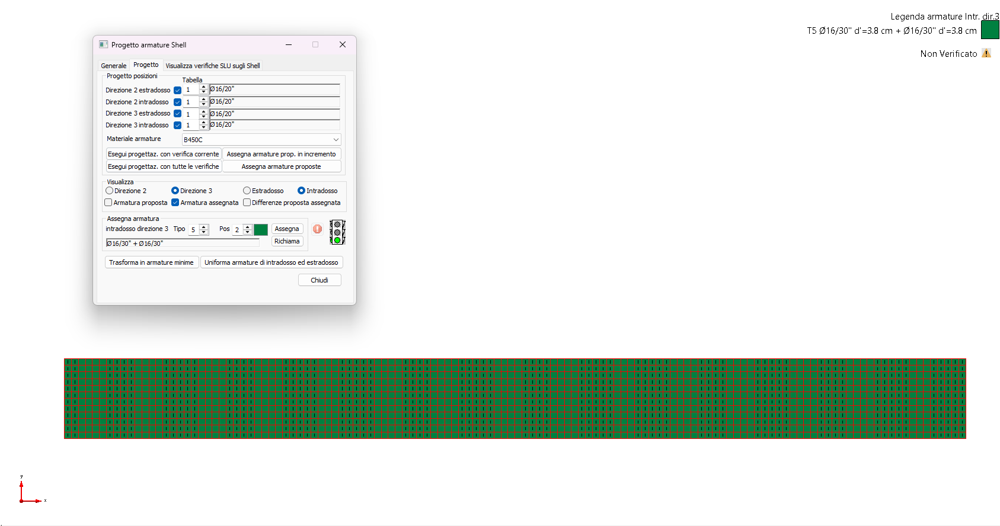 Legenda armature Intr. dir.3
T5 Ø16/30" d'=3.8 cm + Ø16/30" d'=3.8 cm
Non Verificato
Progetto armature Shell
Generale Progetto Visualizza verifiche SLU sugli Shell
Progetto posizioni
Tabella
Direzione 2 estradosso 1 Ø16/20"
Direzione 2 intradosso 1 Ø16/20"
Direzione 3 estradosso 1 Ø16/20"
Direzione 3 intradosso 1 Ø16/20"
Materiale armature B450C
Esegui progettaz. con verifica corrente Assegna armature prop. in incremento
Esegui progettaz. con tutte le verifiche Assegna armature proposte
Visualizza
Direzione 2 Direzione 3 Estradosso Intradosso
Armatura proposta Armatura assegnata Differenze proposta assegnata
Assegna armatura
intradosso direzione 3 Tipo 5 Pos 2 Assegna
Ø16/30" + Ø16/30" Richiama
Trasforma in armature minime Uniforma armature di intradosso ed estradosso
Chiudi
y
x